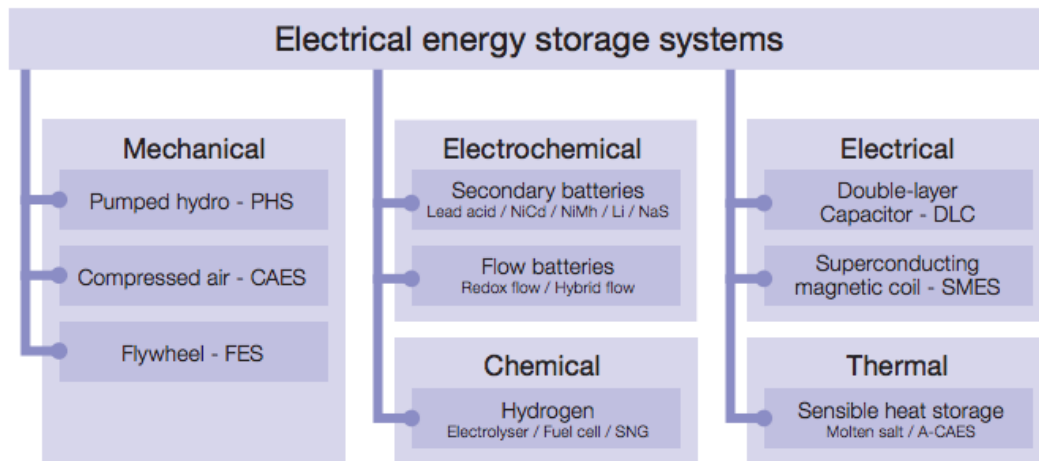 Electrical energy storage systems
Mechanical
Pumped hydro - PHS
Compressed air - CAES
Flywheel - FES
Electrochemical
Secondary batteries
Lead acid / NiCd / NiMh / Li / NaS
Flow batteries
Redox flow / Hybrid flow
Chemical
Hydrogen
Electrolyser / Fuel cell / SNG
Electrical
Double-layer
Capacitor - DLC
Superconducting
magnetic coil - SMES
Thermal
Sensible heat storage
Molten salt / A-CAES